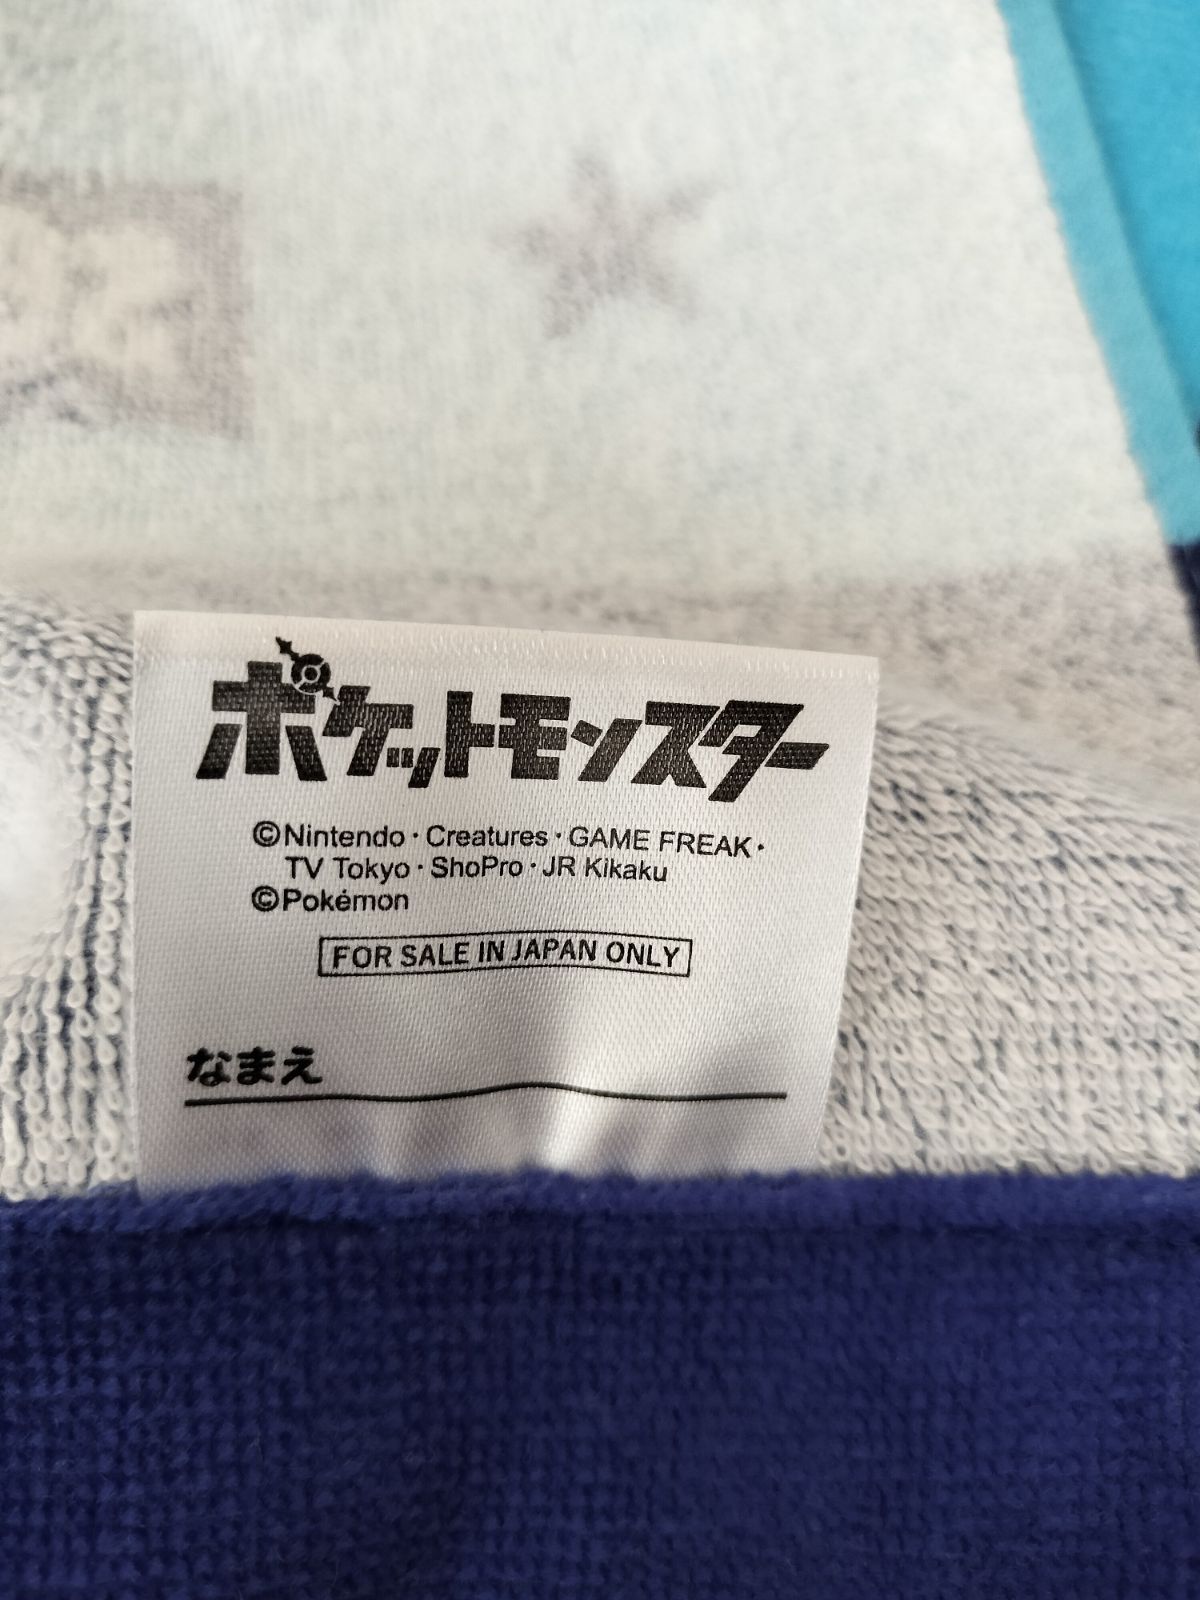 ポケットモンスター
©Nintendo・Creatures・GAME FREAK・
TV Tokyo・ShoPro・JR Kikaku
©Pokémon
FOR SALE IN JAPAN ONLY
なまえ